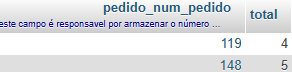 pedido_num_pedido total
este campo é responsavel por armazenar o número ...
119 4
148 5